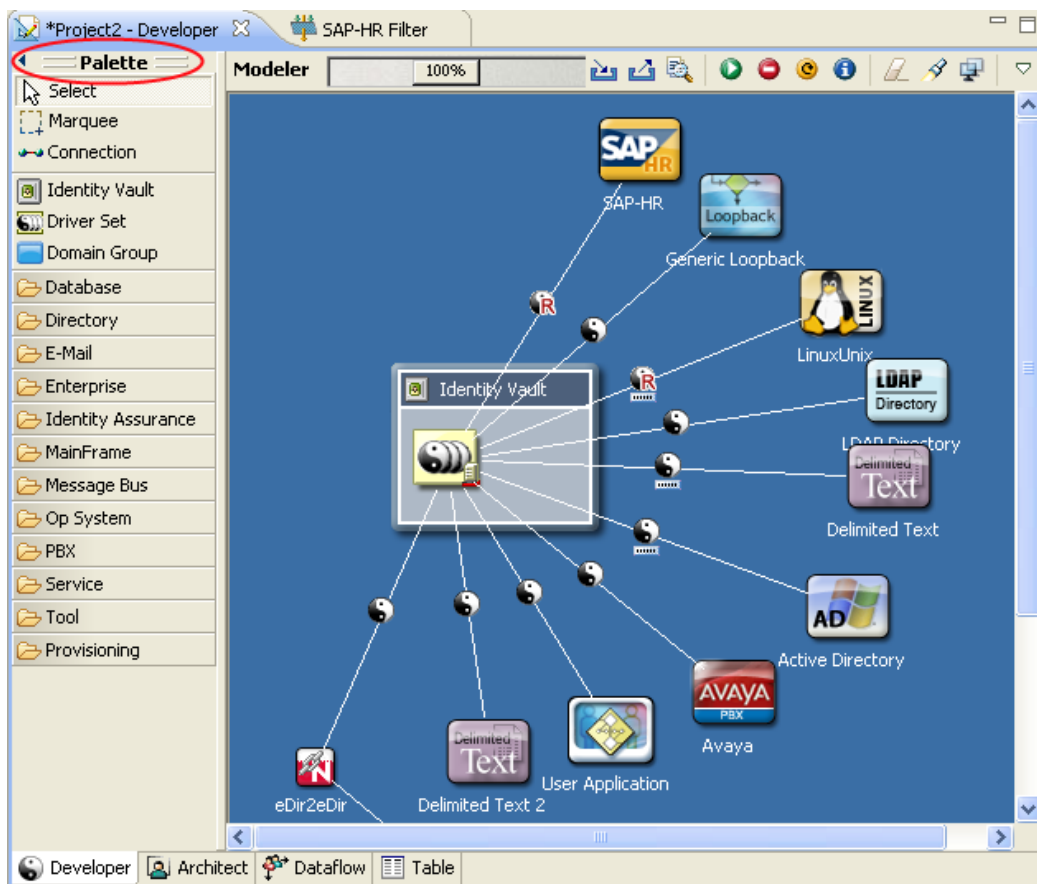 *Project2 - Developer
SAP-HR Filter
Palette
Select
Marquee
Connection
Identity Vault
Driver Set
Domain Group
Database
Directory
E-Mail
Enterprise
Identity Assurance
MainFrame
Message Bus
Op System
PBX
Service
Tool
Provisioning
Modeler
100%
SAP
HR
SAP-HR
Loopback
Generic Loopback
LINUX
LinuxUnix
LDAP
Directory
LDAP Directory
Delimited
Text
Delimited Text
AD
Active Directory
AVAYA
PBX
Avaya
User Application
Delimited
Text
Delimited Text 2
N
eDir2eDir
Identity Vault
R
R
Developer
Architect
Dataflow
Table